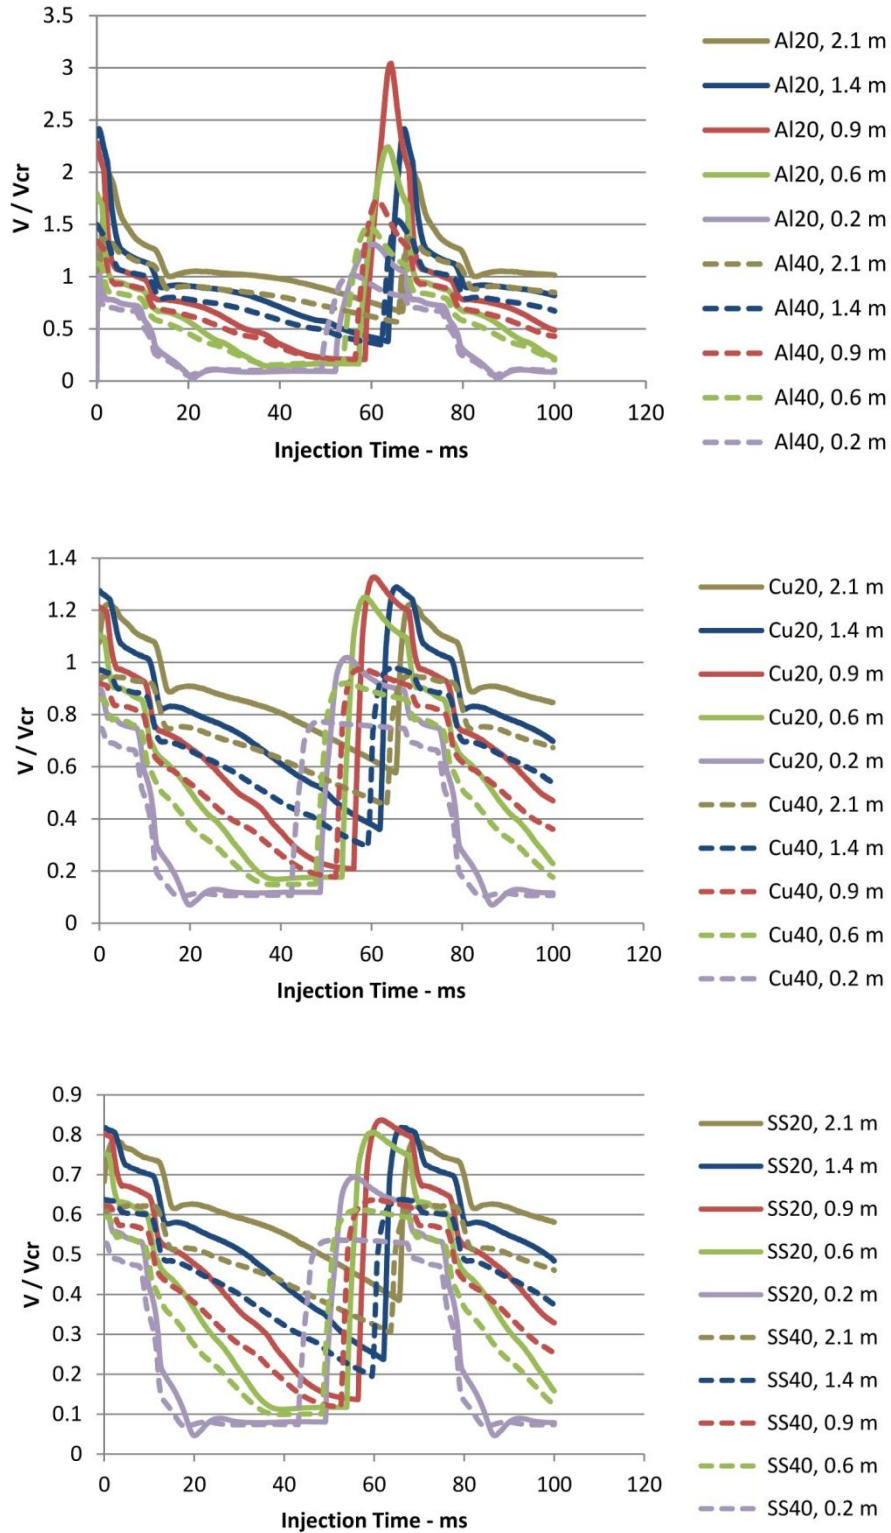 3.5
3
2.5
2
1.5
1
0.5
0
V / Vcr
0 20 40 60 80 100 120
Injection Time - ms
Al20, 2.1 m
Al20, 1.4 m
Al20, 0.9 m
Al20, 0.6 m
Al20, 0.2 m
Al40, 2.1 m
Al40, 1.4 m
Al40, 0.9 m
Al40, 0.6 m
Al40, 0.2 m
1.4
1.2
1
0.8
0.6
0.4
0.2
0
V / Vcr
0 20 40 60 80 100 120
Injection Time - ms
Cu20, 2.1 m
Cu20, 1.4 m
Cu20, 0.9 m
Cu20, 0.6 m
Cu20, 0.2 m
Cu40, 2.1 m
Cu40, 1.4 m
Cu40, 0.9 m
Cu40, 0.6 m
Cu40, 0.2 m
0.9
0.8
0.7
0.6
0.5
0.4
0.3
0.2
0.1
0
V / Vcr
0 20 40 60 80 100 120
Injection Time - ms
SS20, 2.1 m
SS20, 1.4 m
SS20, 0.9 m
SS20, 0.6 m
SS20, 0.2 m
SS40, 2.1 m
SS40, 1.4 m
SS40, 0.9 m
SS40, 0.6 m
SS40, 0.2 m